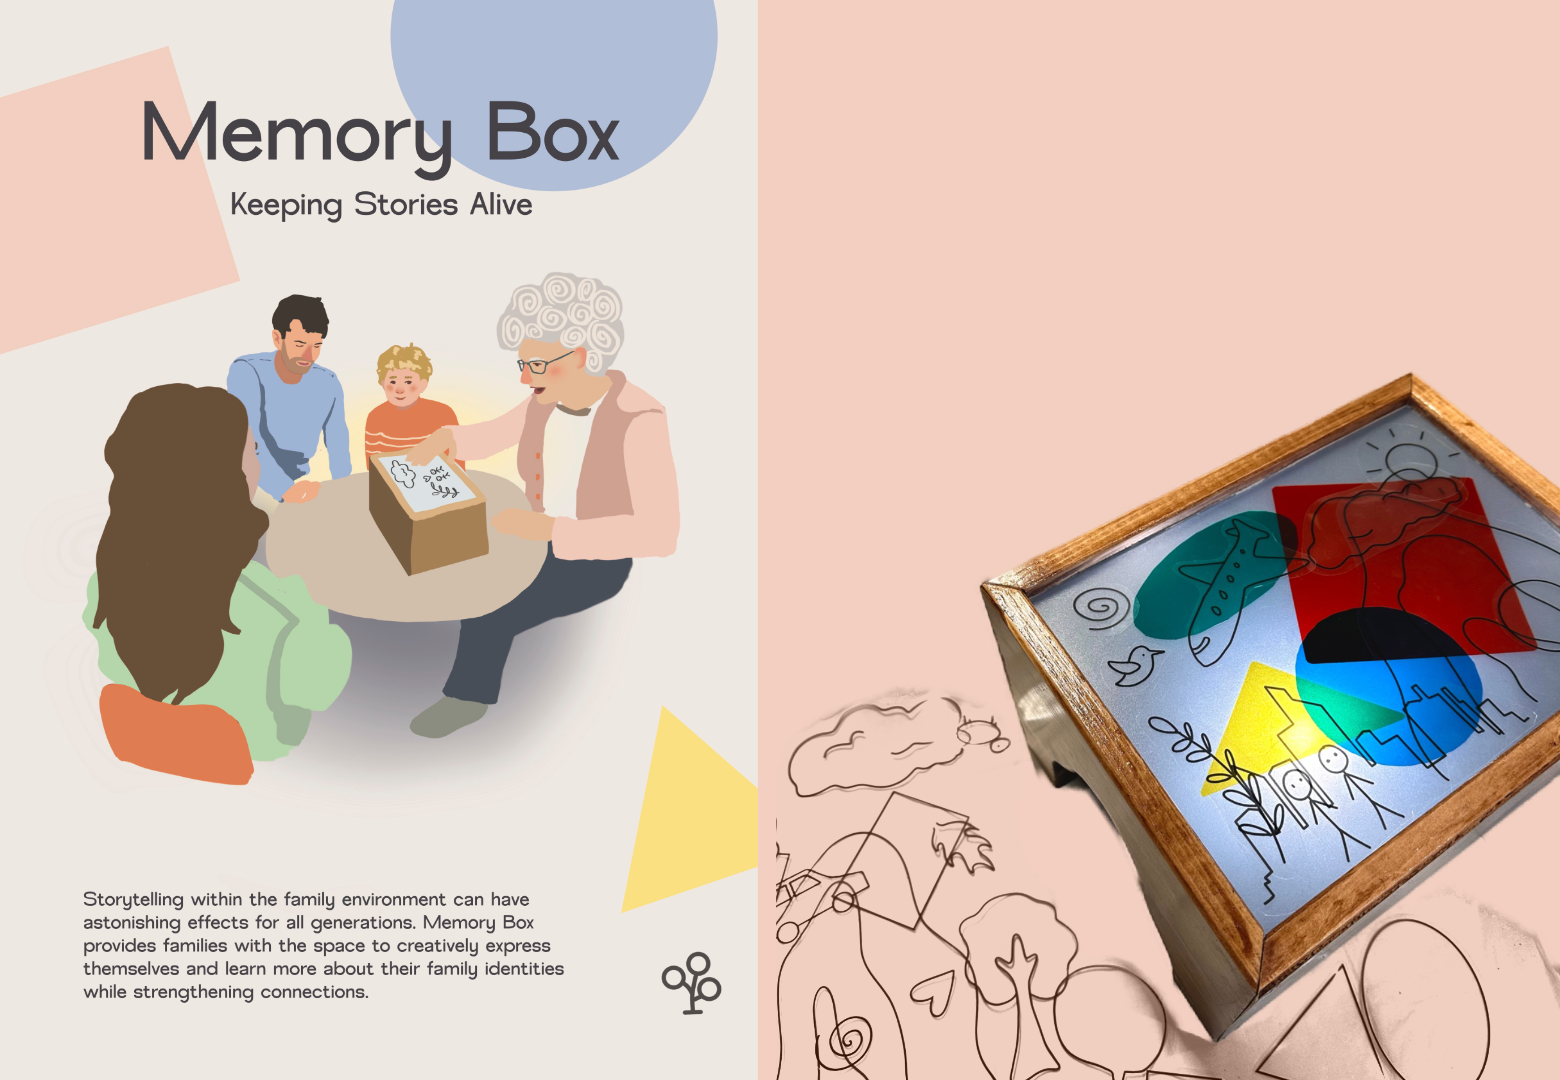 Memory Box
Keeping Stories Alive
Storytelling within the family environment can have
astonishing effects for all generations. Memory Box
provides families with the space to creatively express
themselves and learn more about their family identities
while strengthening connections.